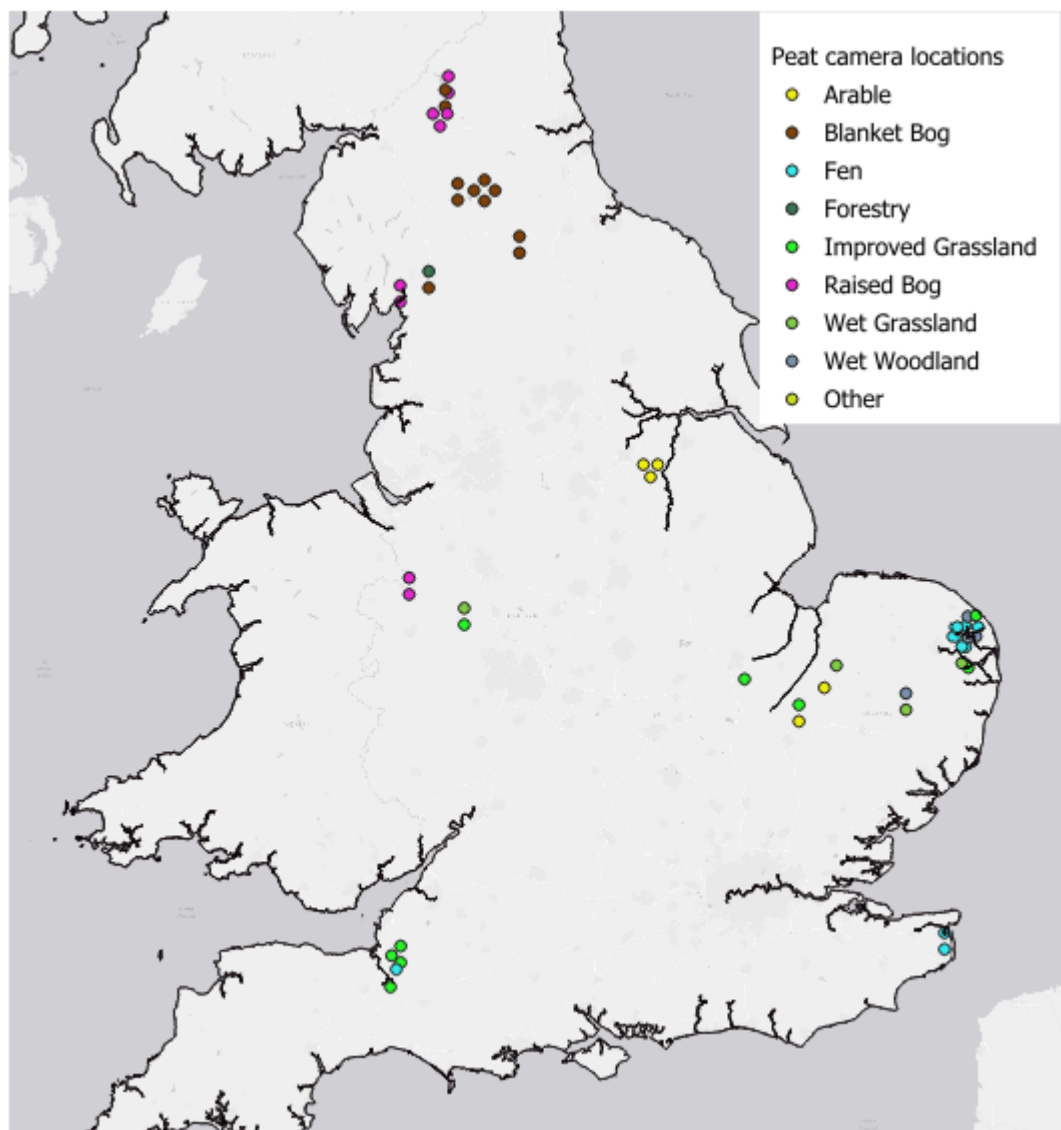 Peat camera locations
Arable
Blanket Bog
Fen
Forestry
Improved Grassland
Raised Bog
Wet Grassland
Wet Woodland
Other